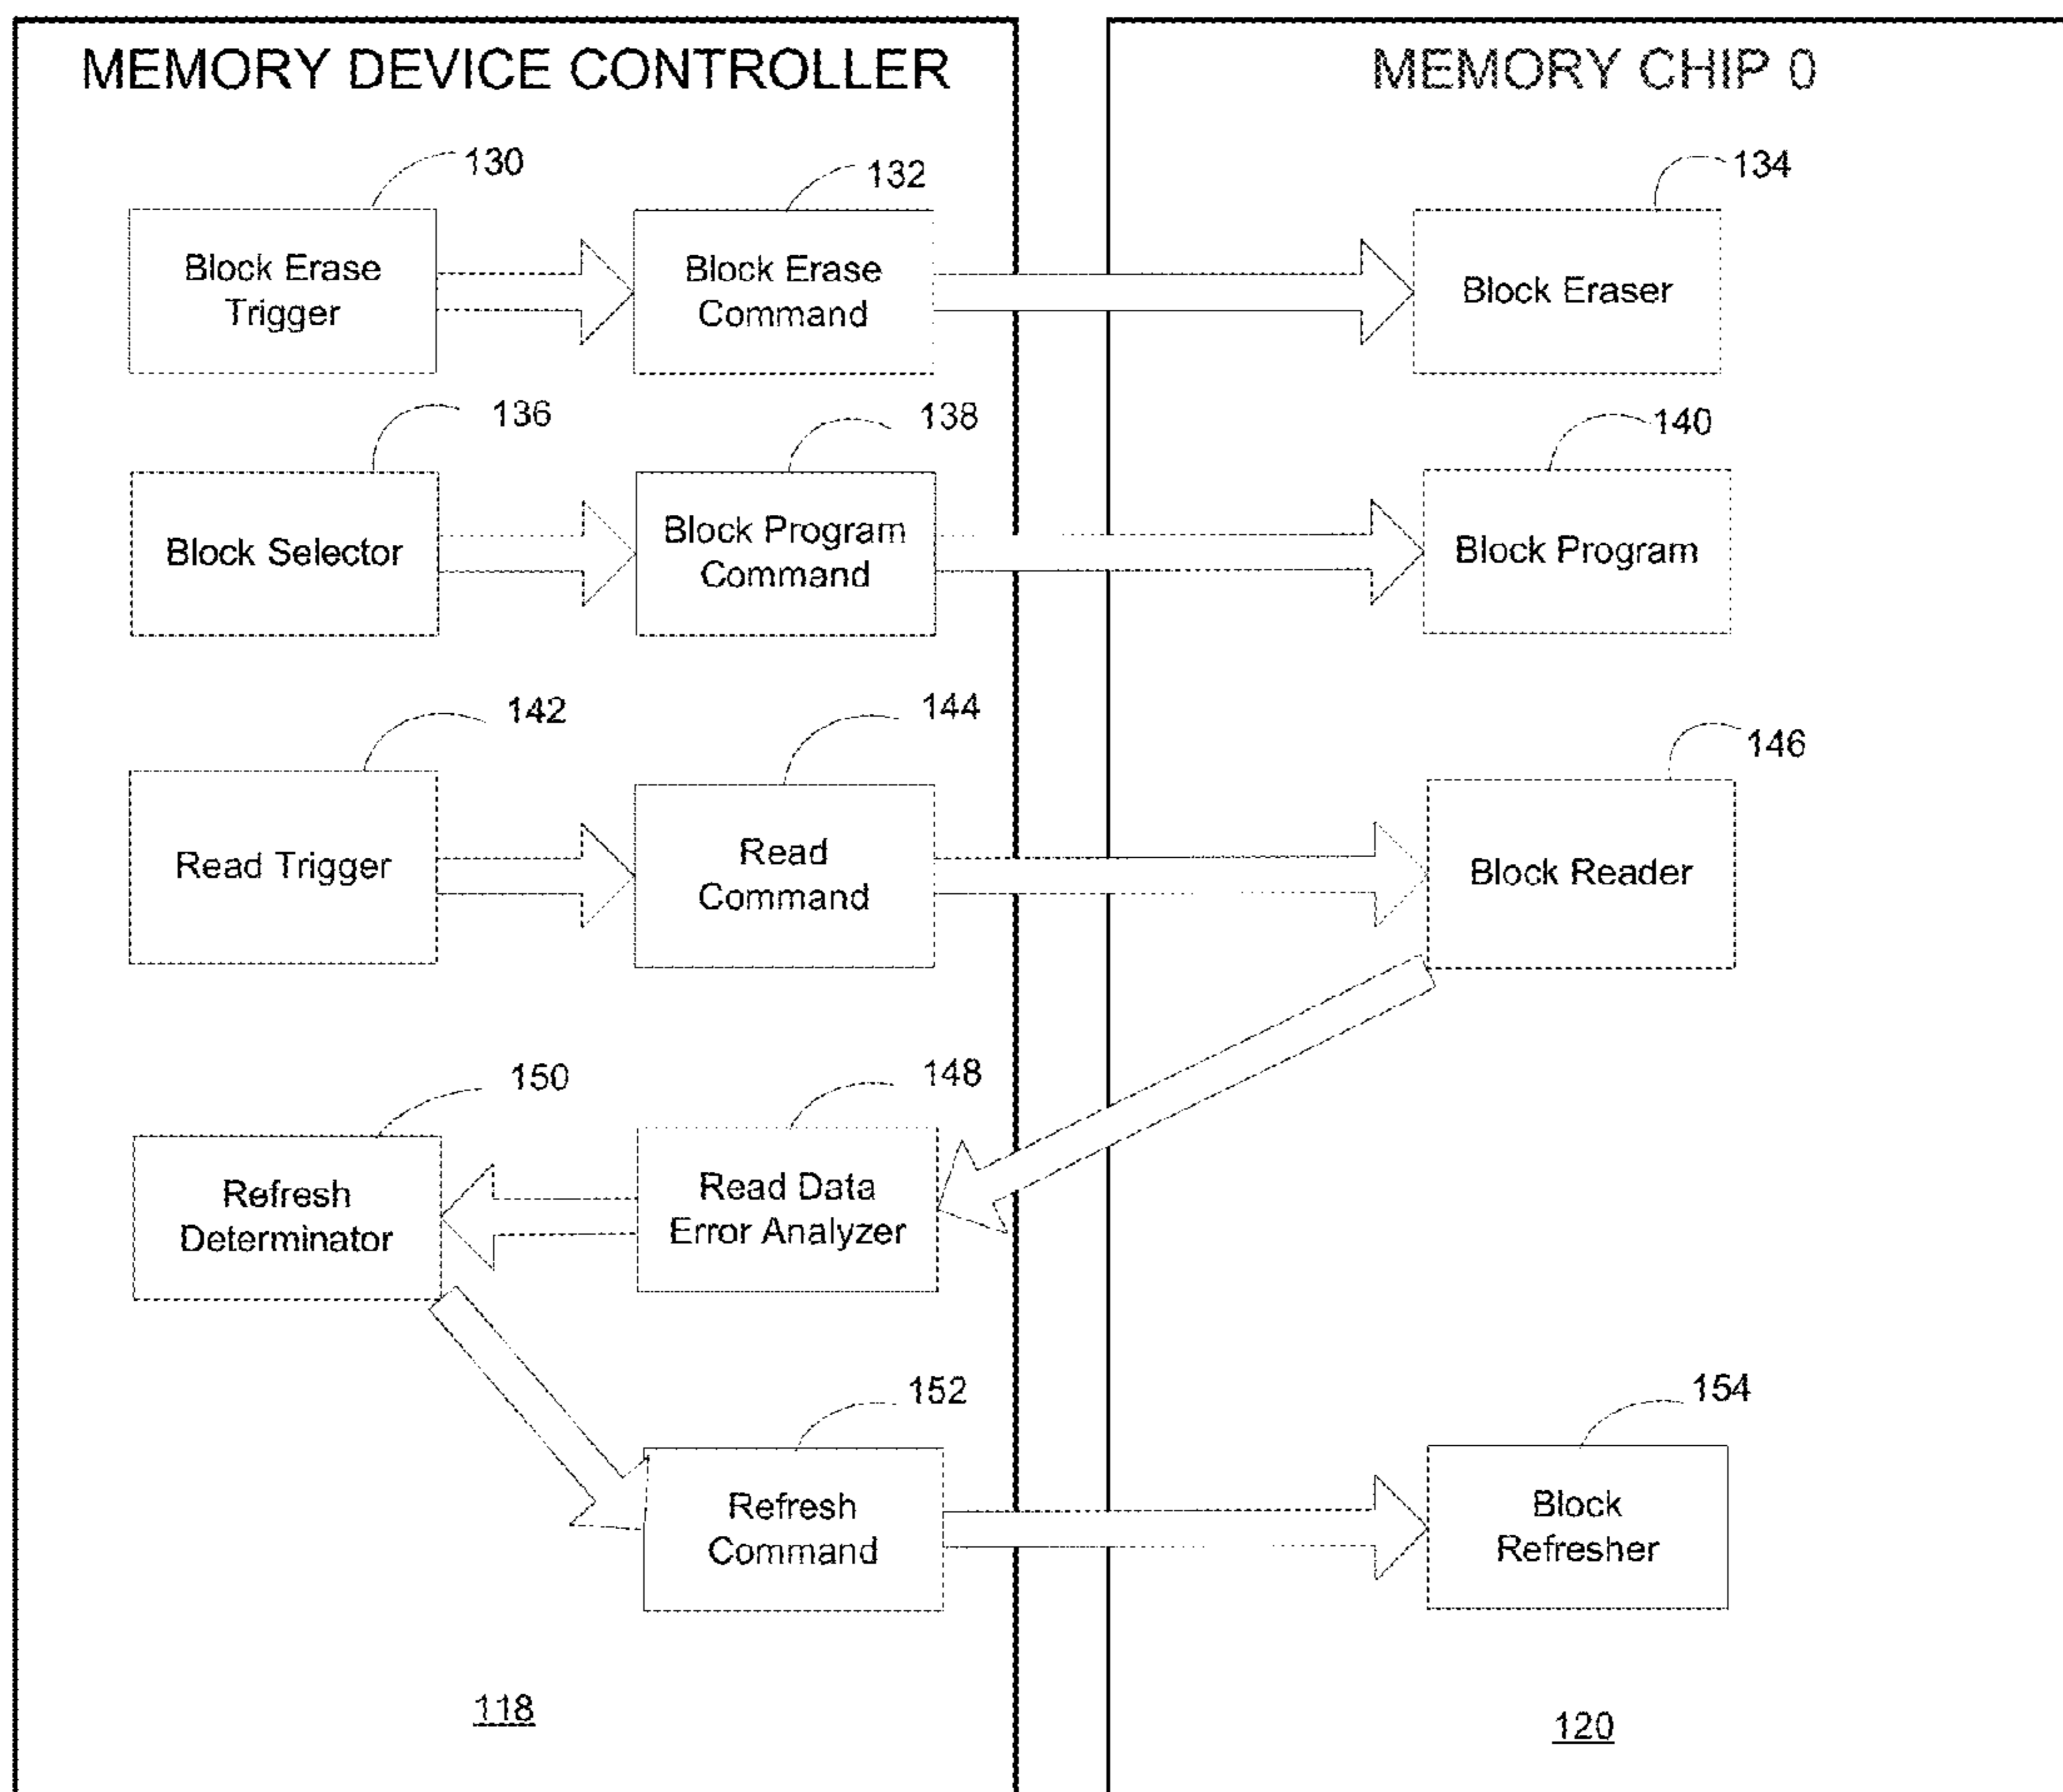 MEMORY DEVICE CONTROLLER
MEMORY CHIP 0
130
132
134
Block Erase
Trigger
Block Erase
Command
Block Eraser
136
138
140
Block Selector
Block Program
Command
Block Program
142
144
146
Read Trigger
Read
Command
Block Reader
150
148
Refresh
Determinator
Read Data
Error Analyzer
152
154
Refresh
Command
Block
Refresher
118
120